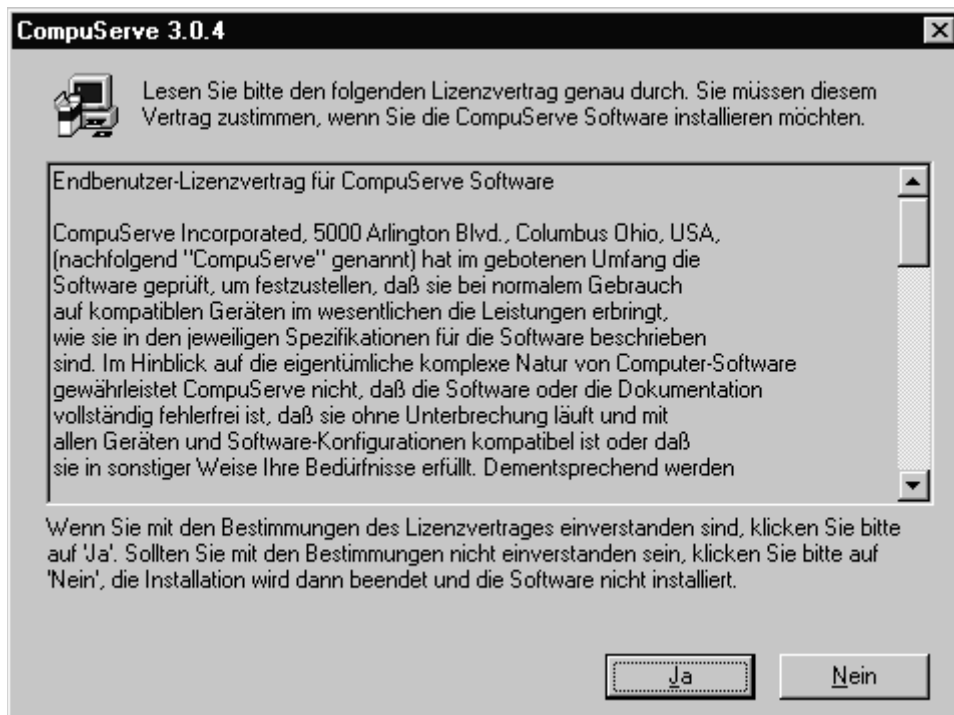 CompuServe 3.0.4
Lesen Sie bitte den folgenden Lizenzvertrag genau durch. Sie müssen diesem
Vertrag zustimmen, wenn Sie die CompuServe Software installieren möchten.
Endbenutzer-Lizenzvertrag für CompuServe Software
CompuServe Incorporated, 5000 Arlington Blvd., Columbus Ohio, USA,
(nachfolgend "CompuServe" genannt) hat im gebotenen Umfang die
Software geprüft, um festzustellen, daß sie bei normalem Gebrauch
auf kompatiblen Geräten im wesentlichen die Leistungen erbringt,
wie sie in den jeweiligen Spezifikationen für die Software beschrieben
sind. Im Hinblick auf die eigentümliche komplexe Natur von Computer-Software
gewährleistet CompuServe nicht, daß die Software oder die Dokumentation
vollständig fehlerfrei ist, daß sie ohne Unterbrechung läuft und mit
allen Geräten und Software-Konfigurationen kompatibel ist oder daß
sie in sonstiger Weise Ihre Bedürfnisse erfüllt. Dementsprechend werden
Wenn Sie mit den Bestimmungen des Lizenzvertrages einverstanden sind, klicken Sie bitte
auf 'Ja'. Sollten Sie mit den Bestimmungen nicht einverstanden sein, klicken Sie bitte auf
'Nein', die Installation wird dann beendet und die Software nicht installiert.
Ja
Nein